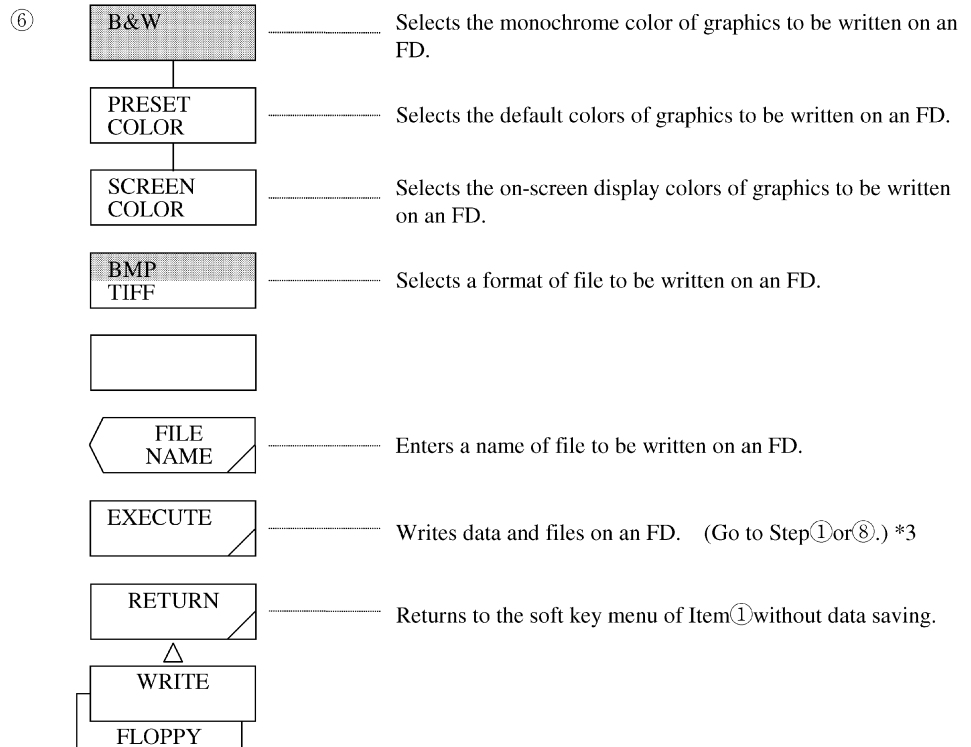 ⑥
B&W
Selects the monochrome color of graphics to be written on an
FD.
PRESET
COLOR
Selects the default colors of graphics to be written on an FD.
SCREEN
COLOR
Selects the on-screen display colors of graphics to be written
on an FD.
BMP
TIFF
Selects a format of file to be written on an FD.
FILE
NAME
Enters a name of file to be written on an FD.
EXECUTE
Writes data and files on an FD. (Go to Step①or⑧.) *3
RETURN
Returns to the soft key menu of Item①without data saving.
WRITE
FLOPPY